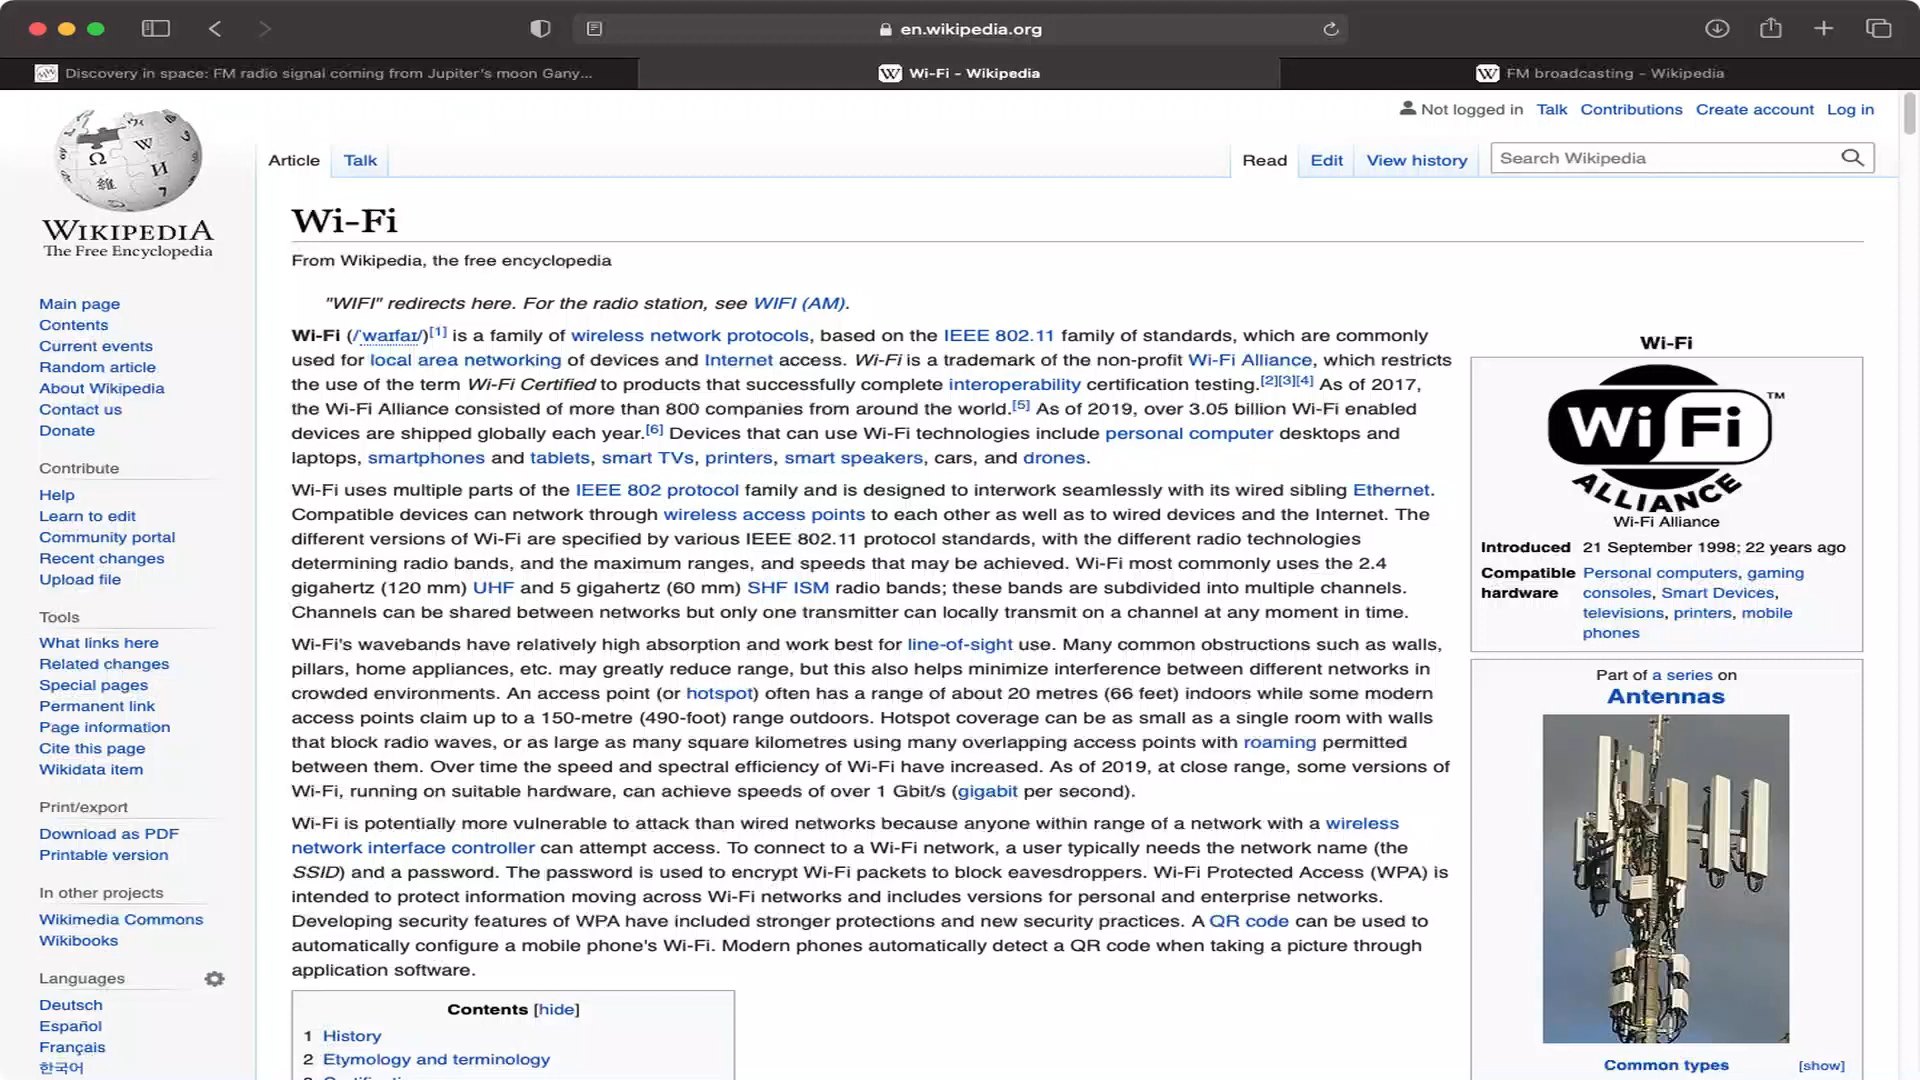 en.wikipedia.org
Discovery in space: FM radio signal coming from Jupiter's moon Gany...
Wi-Fi - Wikipedia
FM broadcasting - Wikipedia
Not logged in Talk Contributions Create account Log in
Article Talk
Read Edit View history Search Wikipedia
WIKIPEDIA
The Free Encyclopedia
Main page
Contents
Current events
Random article
About Wikipedia
Contact us
Donate
Contribute
Help
Learn to edit
Community portal
Recent changes
Upload file
Tools
What links here
Related changes
Special pages
Permanent link
Page information
Cite this page
Wikidata item
Print/export
Download as PDF
Printable version
In other projects
Wikimedia Commons
Wikibooks
Languages
Deutsch
Español
Français
한국어
Wi-Fi
From Wikipedia, the free encyclopedia
"WIFI" redirects here. For the radio station, see WIFI (AM).
Wi-Fi (/ˈwaɪfaɪ/)[1] is a family of wireless network protocols, based on the IEEE 802.11 family of standards, which are commonly
used for local area networking of devices and Internet access. Wi-Fi is a trademark of the non-profit Wi-Fi Alliance, which restricts
the use of the term Wi-Fi Certified to products that successfully complete interoperability certification testing.[2][3][4] As of 2017,
the Wi-Fi Alliance consisted of more than 800 companies from around the world.[5] As of 2019, over 3.05 billion Wi-Fi enabled
devices are shipped globally each year.[6] Devices that can use Wi-Fi technologies include personal computer desktops and
laptops, smartphones and tablets, smart TVs, printers, smart speakers, cars, and drones.
Wi-Fi uses multiple parts of the IEEE 802 protocol family and is designed to interwork seamlessly with its wired sibling Ethernet.
Compatible devices can network through wireless access points to each other as well as to wired devices and the Internet. The
different versions of Wi-Fi are specified by various IEEE 802.11 protocol standards, with the different radio technologies
determining radio bands, and the maximum ranges, and speeds that may be achieved. Wi-Fi most commonly uses the 2.4
gigahertz (120 mm) UHF and 5 gigahertz (60 mm) SHF ISM radio bands; these bands are subdivided into multiple channels.
Channels can be shared between networks but only one transmitter can locally transmit on a channel at any moment in time.
Wi-Fi's wavebands have relatively high absorption and work best for line-of-sight use. Many common obstructions such as walls,
pillars, home appliances, etc. may greatly reduce range, but this also helps minimize interference between different networks in
crowded environments. An access point (or hotspot) often has a range of about 20 metres (66 feet) indoors while some modern
access points claim up to a 150-metre (490-foot) range outdoors. Hotspot coverage can be as small as a single room with walls
that block radio waves, or as large as many square kilometres using many overlapping access points with roaming permitted
between them. Over time the speed and spectral efficiency of Wi-Fi have increased. As of 2019, at close range, some versions of
Wi-Fi, running on suitable hardware, can achieve speeds of over 1 Gbit/s (gigabit per second).
Wi-Fi is potentially more vulnerable to attack than wired networks because anyone within range of a network with a wireless
network interface controller can attempt access. To connect to a Wi-Fi network, a user typically needs the network name (the
SSID) and a password. The password is used to encrypt Wi-Fi packets to block eavesdroppers. Wi-Fi Protected Access (WPA) is
intended to protect information moving across Wi-Fi networks and includes versions for personal and enterprise networks.
Developing security features of WPA have included stronger protections and new security practices. A QR code can be used to
automatically configure a mobile phone's Wi-Fi. Modern phones automatically detect a QR code when taking a picture through
application software.
Contents [hide]
1 History
2 Etymology and terminology
Wi-Fi
Wi Fi ™
ALLIANCE
Wi-Fi Alliance
Introduced 21 September 1998; 22 years ago
Compatible Personal computers, gaming
hardware consoles, Smart Devices,
televisions, printers, mobile
phones
Part of a series on
Antennas
Common types [show]